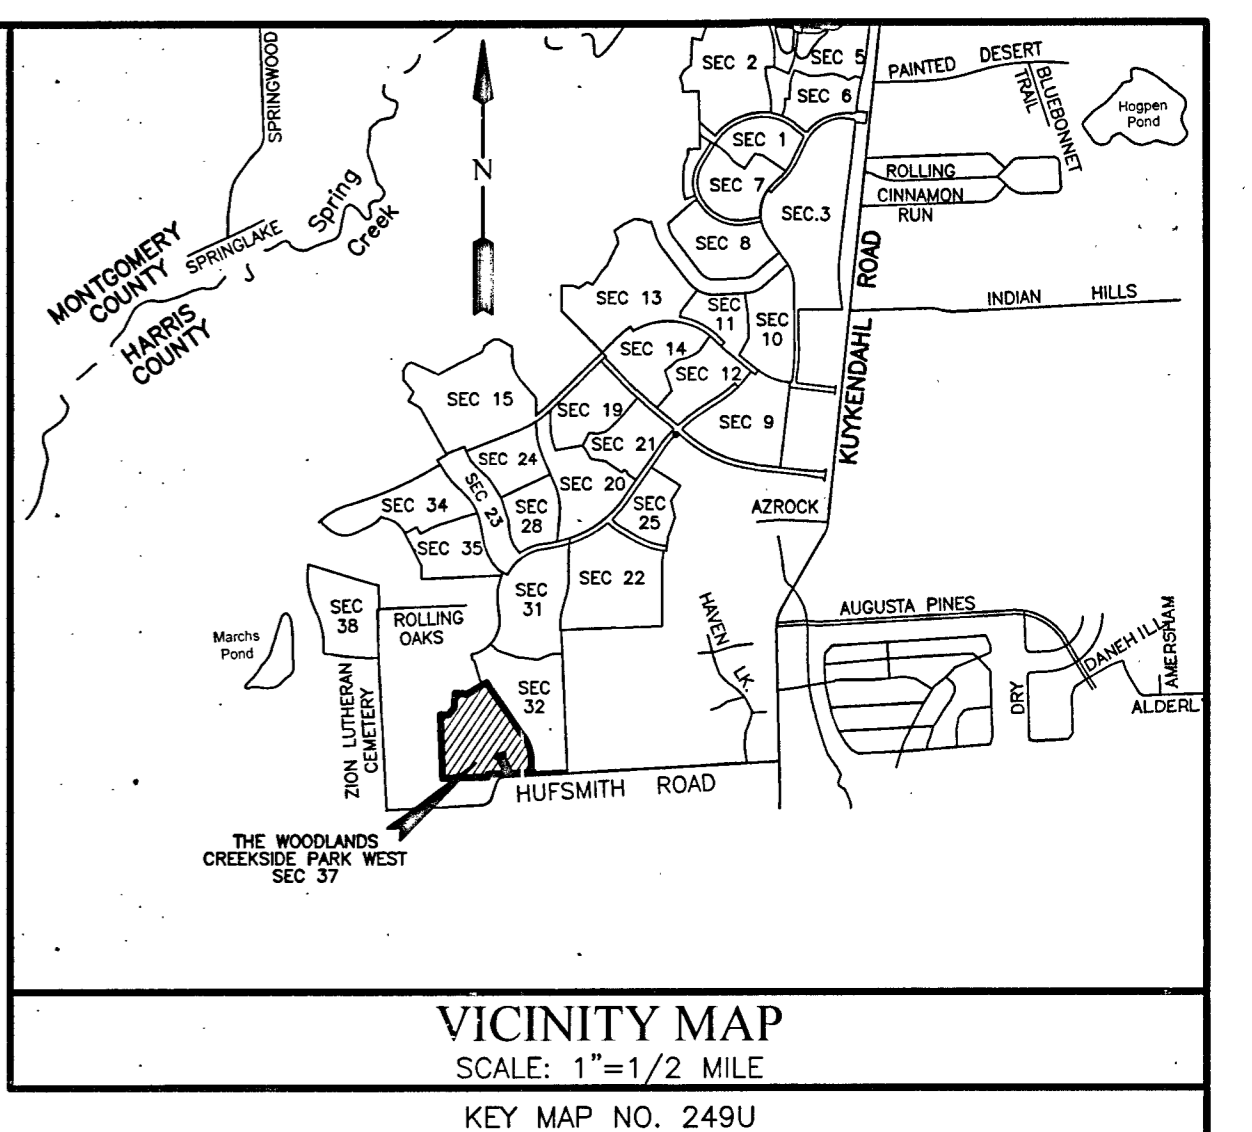 SPRINGWOOD
SEC 2
SEC 5
PAINTED DESERT
BLUEBONNET
TRAIL
Hogpen
Pond
SEC 6
SEC 1
N
SEC 7
ROLLING
CINNAMON
RUN
SEC.3
Spring
Creek
SPRINGLAKE
MONTGOMERY
COUNTY
HARRIS
COUNTY
SEC 8
KUYKENDAHL ROAD
INDIAN HILLS
SEC 13
SEC
11
SEC
10
SEC 14
SEC 12
SEC 15
SEC 19
SEC 9
SEC 21
SEC 24
SEC 20
SEC 23
SEC 34
SEC
28
SEC
25
AZROCK
SEC 35
SEC 22
SEC
31
SEC
38
ROLLING
OAKS
Marchs
Pond
HAVEN
LK.
AUGUSTA PINES
DANEHILL
AMERSHAM
ALDERL
DRY
SEC
32
ZION LUTHERAN
CEMETERY
HUFSMITH ROAD
THE WOODLANDS
CREEKSIDE PARK WEST
SEC 37
VICINITY MAP
SCALE: 1"=1/2 MILE
KEY MAP NO. 249U